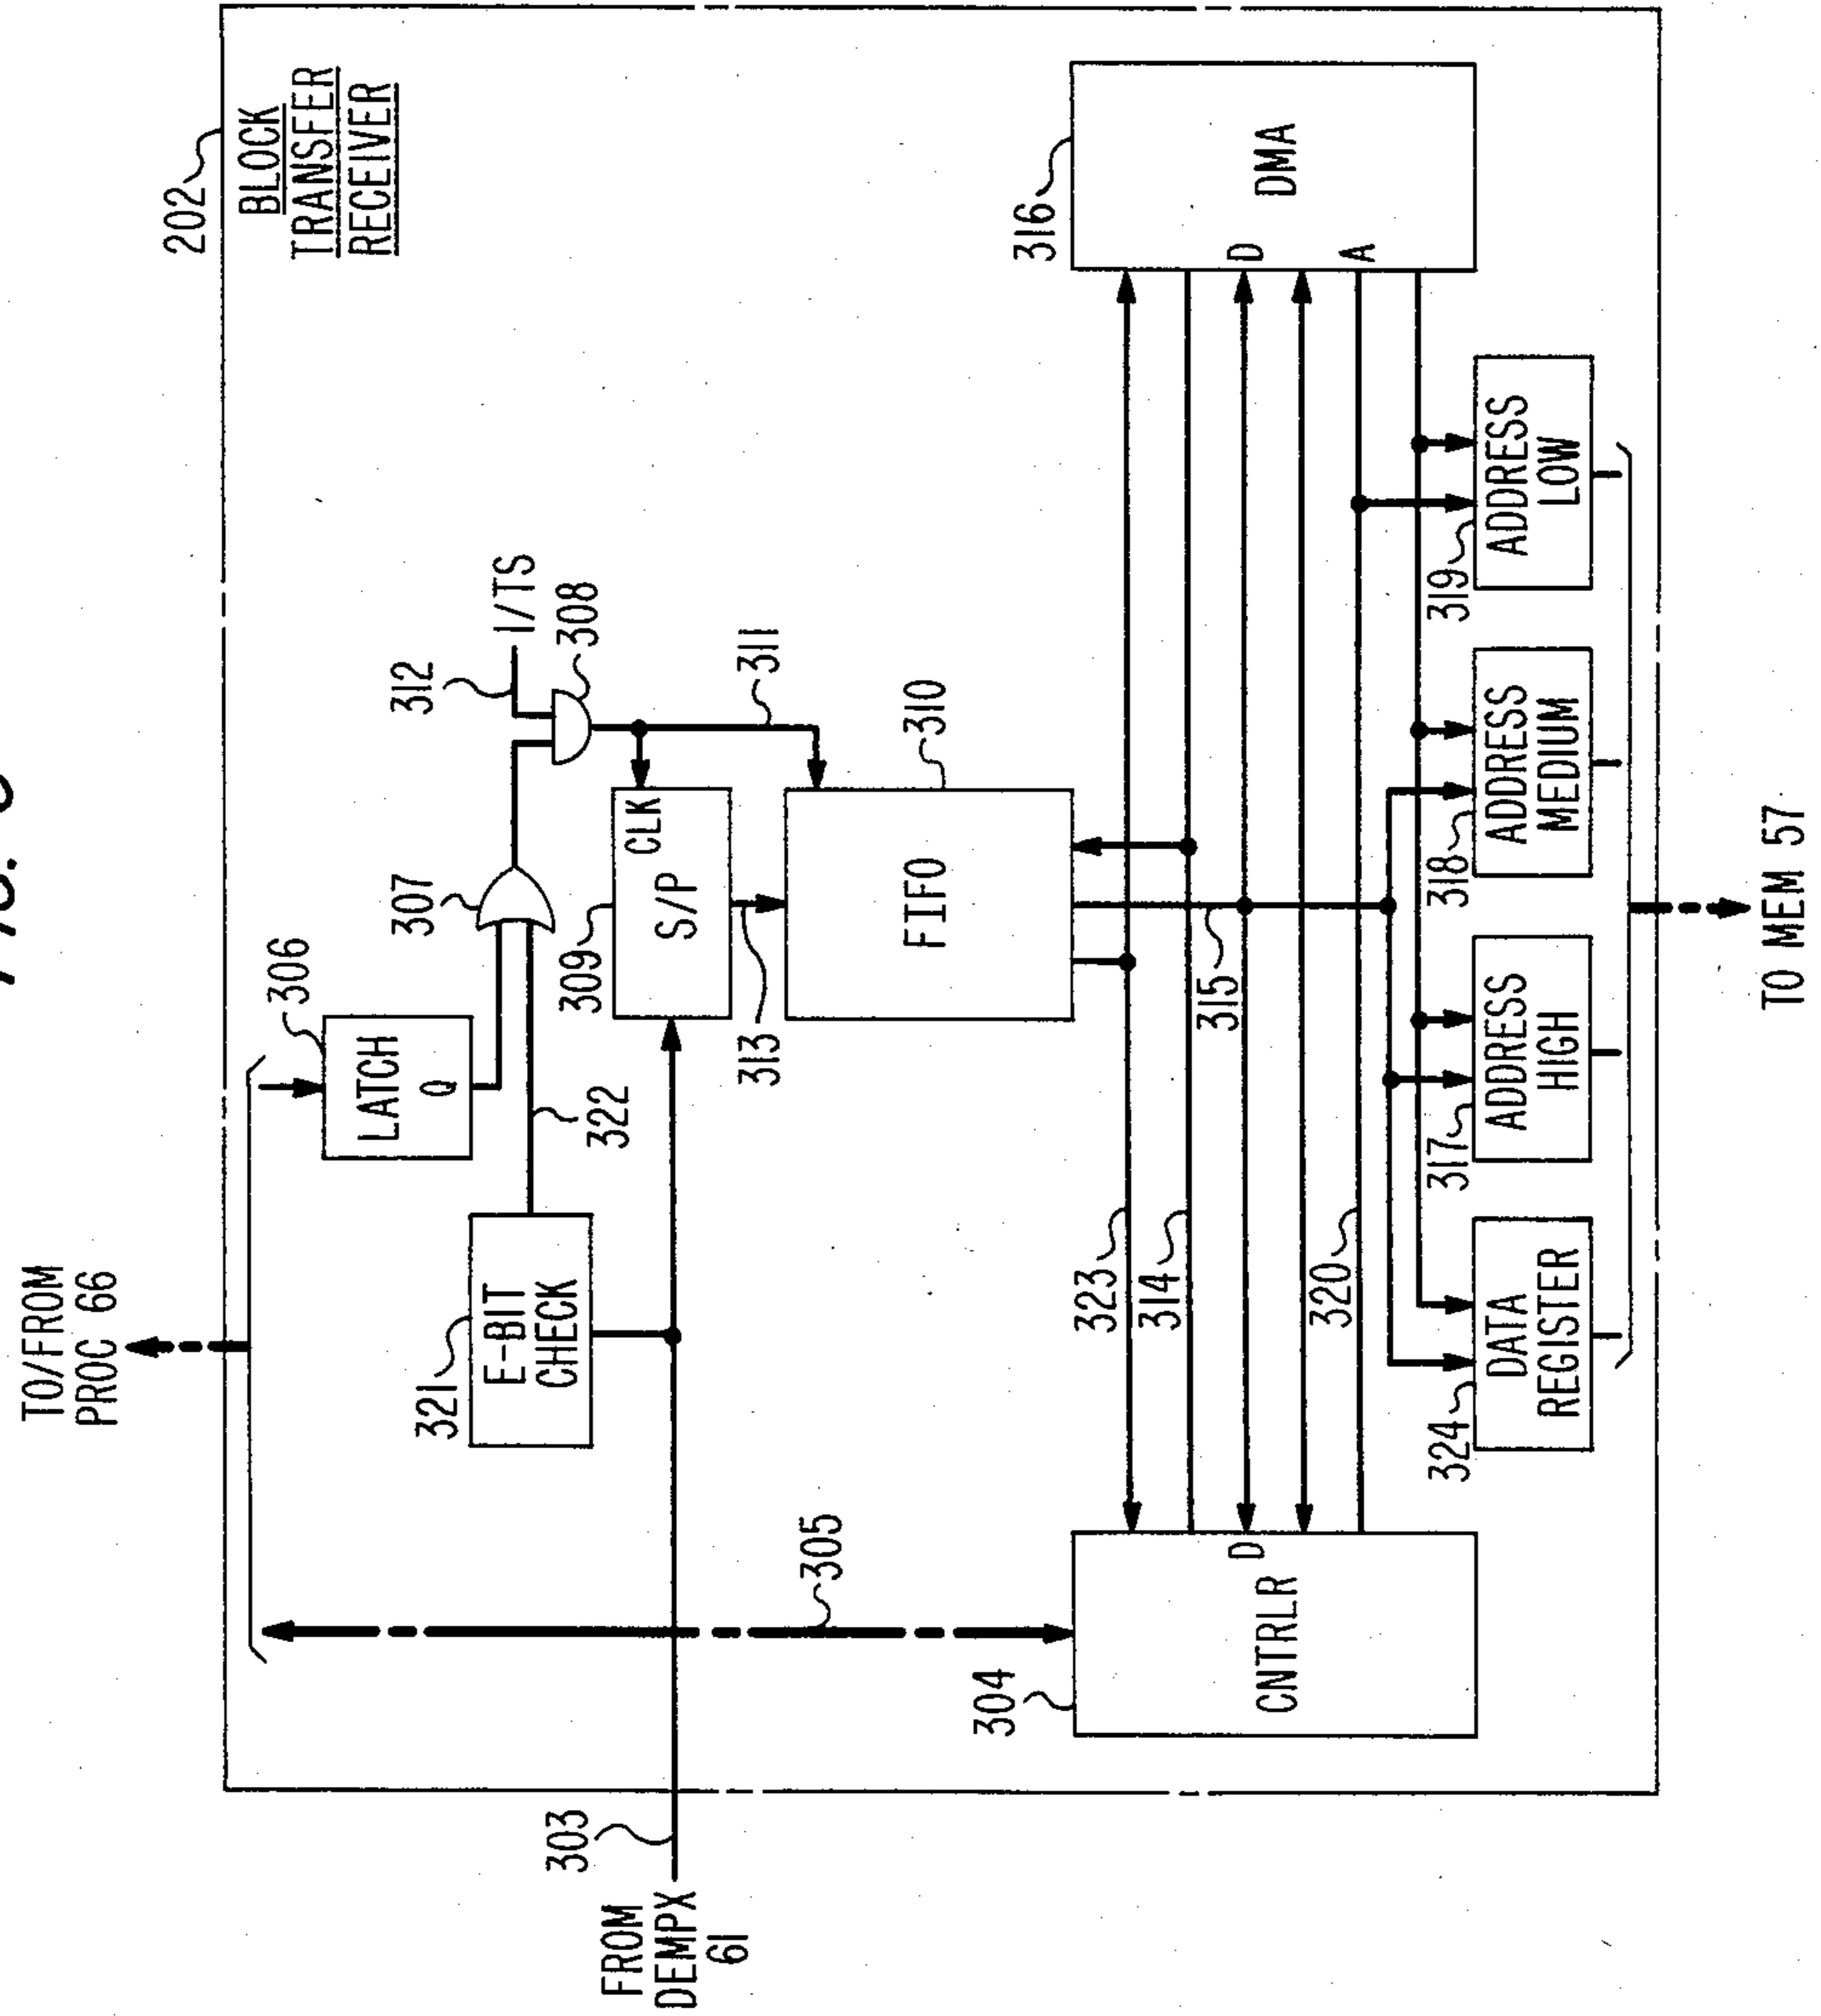 202
BLOCK
TRANSFER
RECEIVER
TO/FROM
PROC 66
306
LATCH
Q
307
312
1/TS
308
321
E-BIT
CHECK
322
309
CLK
S/P
311
313
310
FIFO
303
FROM
DEMPX
61
305
304
CNTRLR
D
316
DMA
D
A
323
314
315
320
324
DATA
REGISTER
317
ADDRESS
HIGH
318
ADDRESS
MEDIUM
319
ADDRESS
LOW
TO MEM 57